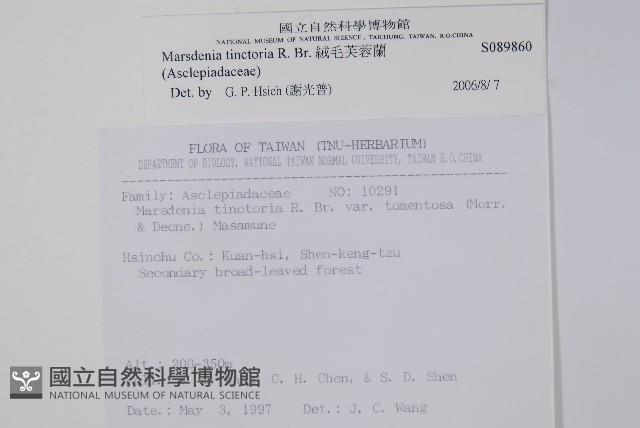 國立自然科學博物館
NATIONAL MUSEUM OF NATURAL SCIENCE, TAICHUNG, TAIWAN, R.O.CHINA
Marsdenia tinctoria R. Br. 絨毛芙蓉蘭 S089860
(Asclepiadaceae)
Det. by G. P. Hsieh (謝光普) 2006/8/7
FLORA OF TAIWAN (TNU-HERBARIUM)
DEPARTMENT OF BIOLOGY, NATIONAL TAIWAN NORMAL UNIVERSITY, TAIWAN R.O.CHINA
Family: Asclepiadaceae NO: 10291
Marsdenia tinctoria R. Br. var. tomentosa (Morr.
& Decne.) Masamune
Hsinchu Co.: Kuan-hsi, Shen-keng-tzu
Secondary broad-leaved forest
Alt.: 200-350m
C. H. Chen, & S. D. Shen
Date.: May 3, 1997 Det.: J. C. Wang
國立自然科學博物館
NATIONAL MUSEUM OF NATURAL SCIENCE